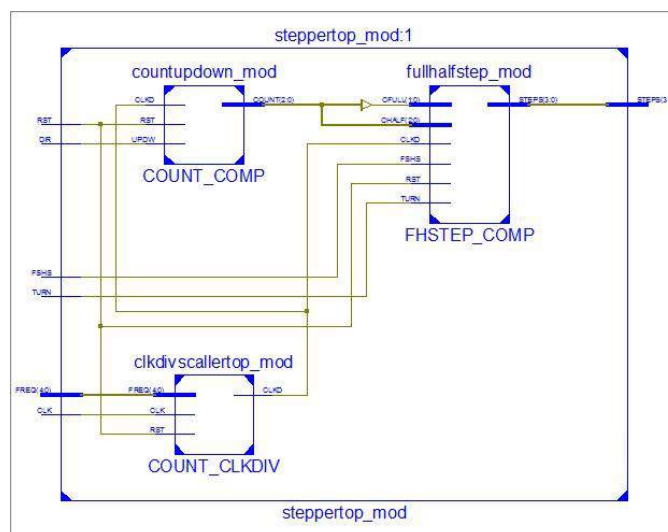 steppertop_mod:1
countupdown_mod
fullhalfstep_mod
CLKD
COUNT(2:0)
CFULL(1:0)
STEPS(3:0)
STEPS(3
RST
RST
CHALF(2:0)
DIR
UPDW
CLKD
FSHS
COUNT_COMP
RST
TURN
FHSTEP_COMP
FSHS
TURN
clkdivscallertop_mod
FREQ(4:0)
FREQ(4:0)
CLKD
CLK
CLK
RST
COUNT_CLKDIV
steppertop_mod